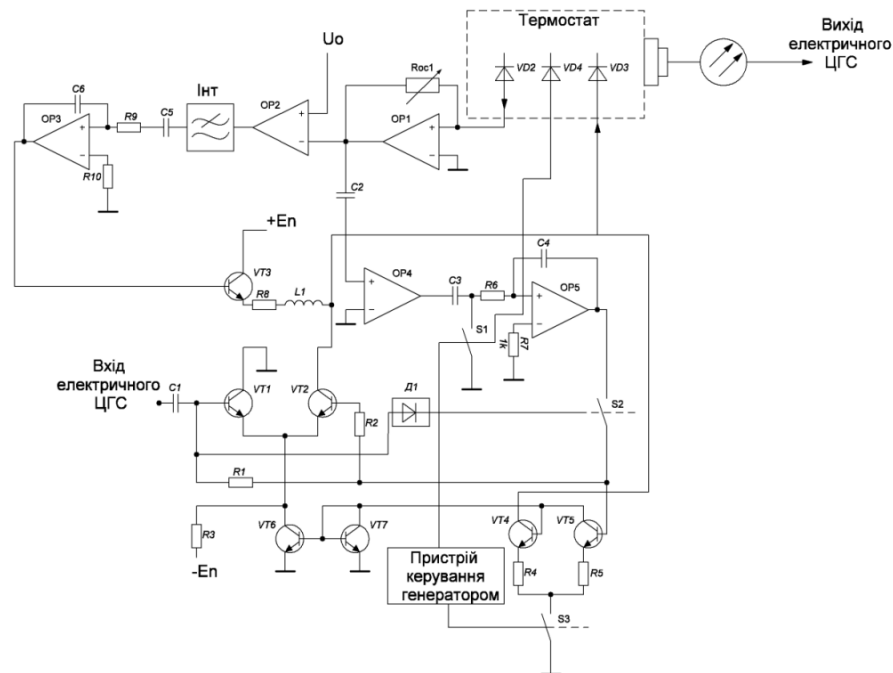 Термостат
Вихід
електричного
ЦГС
Uo
Roc1
VD2
VD4
VD3
C6
Інт
OP2
OP1
OP3
R9
C5
+
-
+
-
+
-
R10
C2
+En
C4
VT3
R8
L1
OP4
C3
R6
OP5
+
-
+
-
S1
R7
1k
Вхід
електричного
ЦГС
C1
VT1
VT2
Д1
S2
R2
R1
R3
VT6
VT7
VT4
VT5
-En
Пристрій
керування
генератором
R4
R5
S3